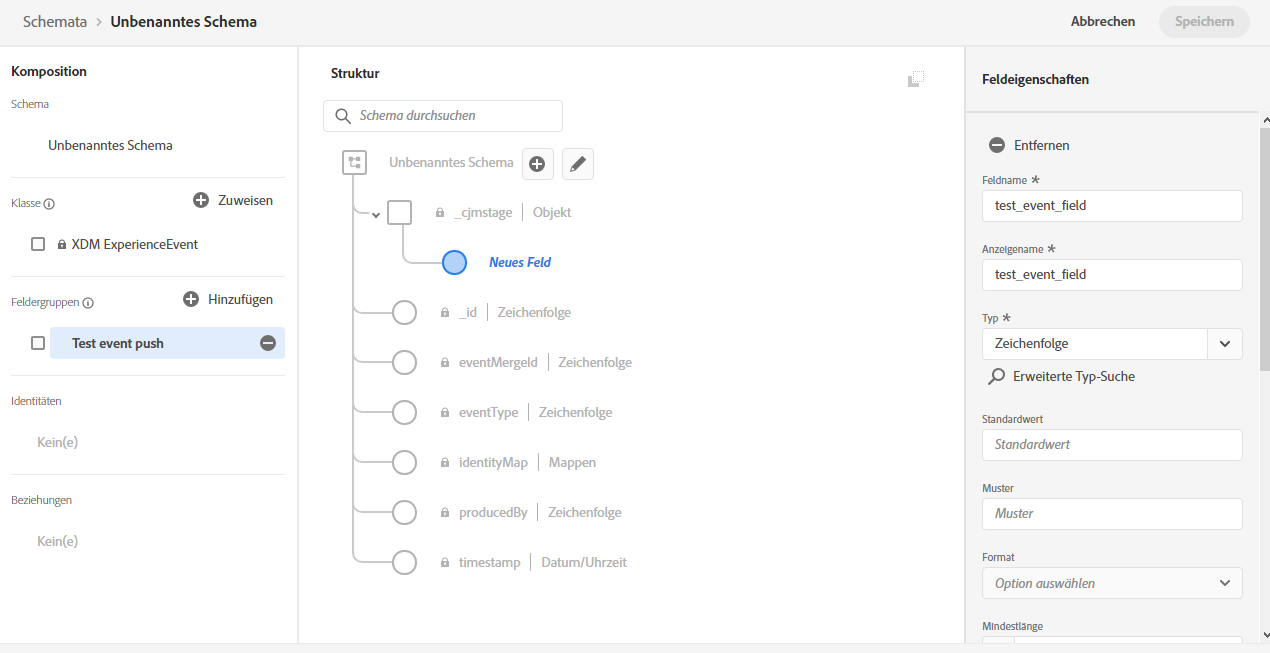 Schemata > Unbenanntes Schema
Abbrechen
Speichern
Komposition
Schema
Unbenanntes Schema
Klasse
Zuweisen
XDM ExperienceEvent
Feldergruppen
Hinzufügen
Test event push
Identitäten
Kein(e)
Beziehungen
Kein(e)
Struktur
Schema durchsuchen
Unbenanntes Schema
_cjmstage | Objekt
Neues Feld
_id | Zeichenfolge
eventMergeId | Zeichenfolge
eventType | Zeichenfolge
identityMap | Mappen
producedBy | Zeichenfolge
timestamp | Datum/Uhrzeit
Feldeigenschaften
Entfernen
Feldname *
test_event_field
Anzeigename *
test_event_field
Typ *
Zeichenfolge
Erweiterte Typ-Suche
Standardwert
Standardwert
Muster
Muster
Format
Option auswählen
Mindestlänge